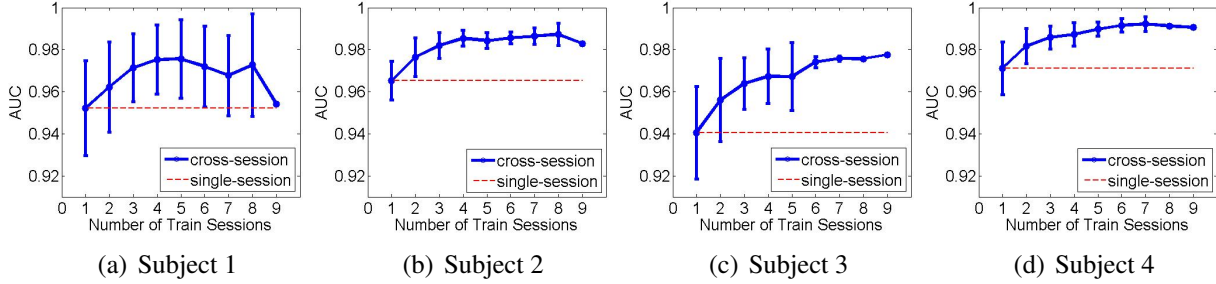 1
0.98
0.96
0.94
0.92
AUC
cross-session
single-session
0 1 2 3 4 5 6 7 8 9
Number of Train Sessions
(a) Subject 1
1
0.98
0.96
0.94
0.92
AUC
cross-session
single-session
0 1 2 3 4 5 6 7 8 9
Number of Train Sessions
(b) Subject 2
1
0.98
0.96
0.94
0.92
AUC
cross-session
single-session
0 1 2 3 4 5 6 7 8 9
Number of Train Sessions
(c) Subject 3
1
0.98
0.96
0.94
0.92
AUC
cross-session
single-session
0 1 2 3 4 5 6 7 8 9
Number of Train Sessions
(d) Subject 4